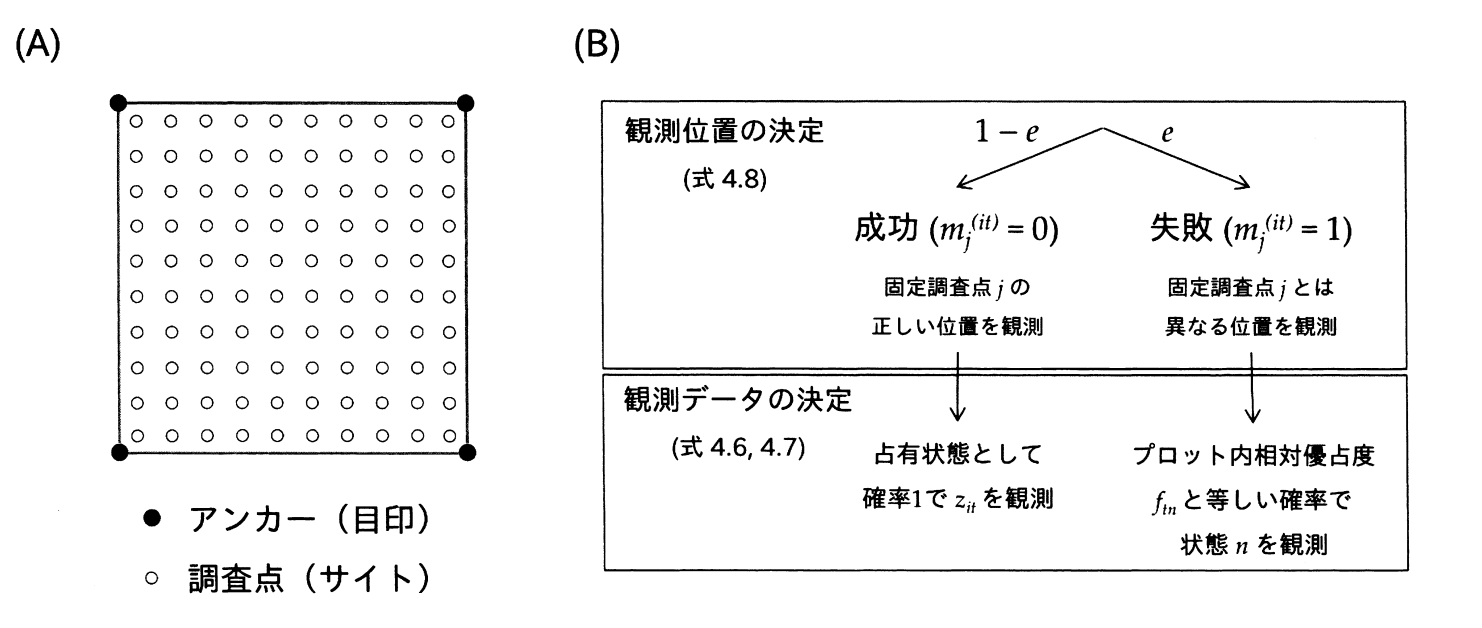 (A)
アンカー（目印）
調査点（サイト）
(B)
観測位置の決定
(式 4.8)
1 − e
e
成功 (m_j^(it) = 0)
失敗 (m_j^(it) = 1)
固定調査点 j の
正しい位置を観測
固定調査点 j とは
異なる位置を観測
観測データの決定
(式 4.6, 4.7)
占有状態として
確率1で z_it を観測
プロット内相対優占度
f_tn と等しい確率で
状態 n を観測